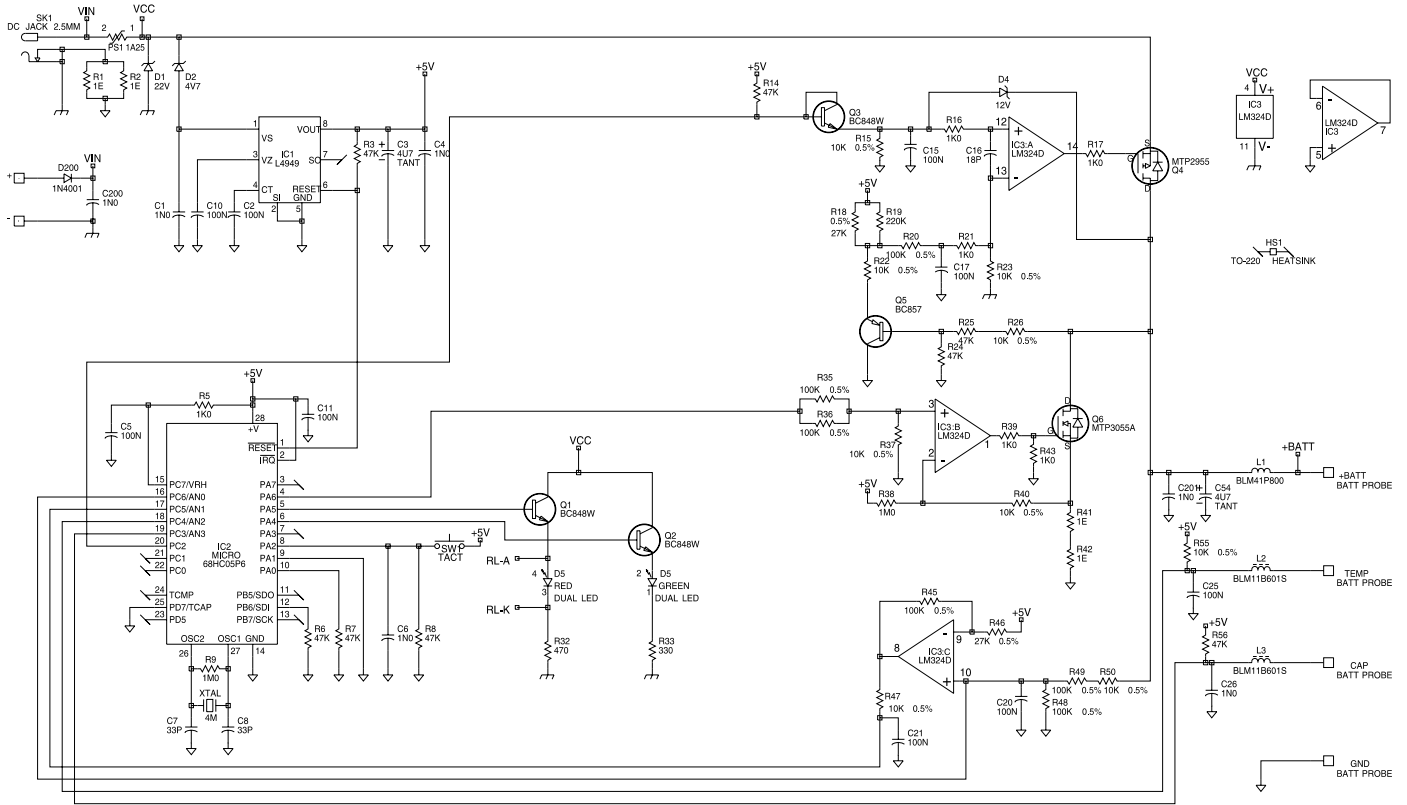 SK1
DC JACK 2.5MM
VIN
VCC
2
1
PS1 1A25
R1
1E
R2
1E
D1
22V
D2
4V7
+5V
1
VS
VOUT
8
3
VZ
IC1
L4949
SO
7
4
CT
RESET
6
SI
GND
2
5
R3
47K
C3
4U7
TANT
+
C4
1N0
C1
1N0
C10
100N
C2
100N
VIN
D200
1N4001
+
-
C200
1N0
+5V
R14
47K
Q3
BC848W
R15
0.5%
10K
C15
100N
D4
12V
R16
1K0
C16
18P
12
+
13
-
IC3:A
LM324D
14
R17
1K0
S
G
D
MTP2955
Q4
VCC
4
V+
IC3
LM324D
11
V-
-
6
LM324D
IC3
7
5
+
HS1
TO-220 HEATSINK
+5V
R18
0.5%
27K
R19
220K
R20
100K 0.5%
R21
1K0
R22
10K 0.5%
C17
100N
R23
10K 0.5%
Q5
BC857
R25
47K
R26
10K 0.5%
R24
47K
R35
100K 0.5%
R36
100K 0.5%
R37
10K 0.5%
3
+
IC3:B
LM324D
2
-
1
R39
1K0
R43
1K0
D
G
S
Q6
MTP3055A
+5V
R38
1M0
R40
10K 0.5%
R41
1E
R42
1E
+BATT
L1
BLM41P800
+BATT
BATT PROBE
C201
1N0
+
C54
4U7
TANT
+5V
R55
10K 0.5%
L2
BLM11B601S
TEMP
BATT PROBE
C25
100N
+5V
R56
47K
L3
BLM11B601S
CAP
BATT PROBE
C26
1N0
GND
BATT PROBE
+5V
R5
1K0
C5
100N
C11
100N
28
+V
RESET
1
IRQ
2
15
PC7/VRH
PA7
3
16
PC6/AN0
PA6
4
17
PC5/AN1
PA5
5
18
PC4/AN2
PA4
6
19
PC3/AN3
PA3
7
20
PC2
PA2
8
21
PC1
PA1
9
22
PC0
PA0
10
IC2
MICRO
68HC05P6
24
TCMP
PB5/SDO
11
25
PD7/TCAP
PB6/SDI
12
23
PD5
PB7/SCK
13
OSC2
OSC1
GND
26
27
14
R9
1M0
XTAL
4M
C7
33P
C8
33P
R6
47K
R7
47K
C6
1N0
R8
47K
SW1
TACT
+5V
VCC
Q1
BC848W
Q2
BC848W
RL-A
RL-K
4
D5
RED
3
DUAL LED
2
D5
GREEN
1
DUAL LED
R32
470
R33
330
R45
100K 0.5%
R46
27K 0.5%
+5V
8
IC3:C
LM324D
-
9
+
10
R47
10K 0.5%
C21
100N
C20
100N
R48
100K 0.5%
R49
100K 0.5%
R50
10K 0.5%